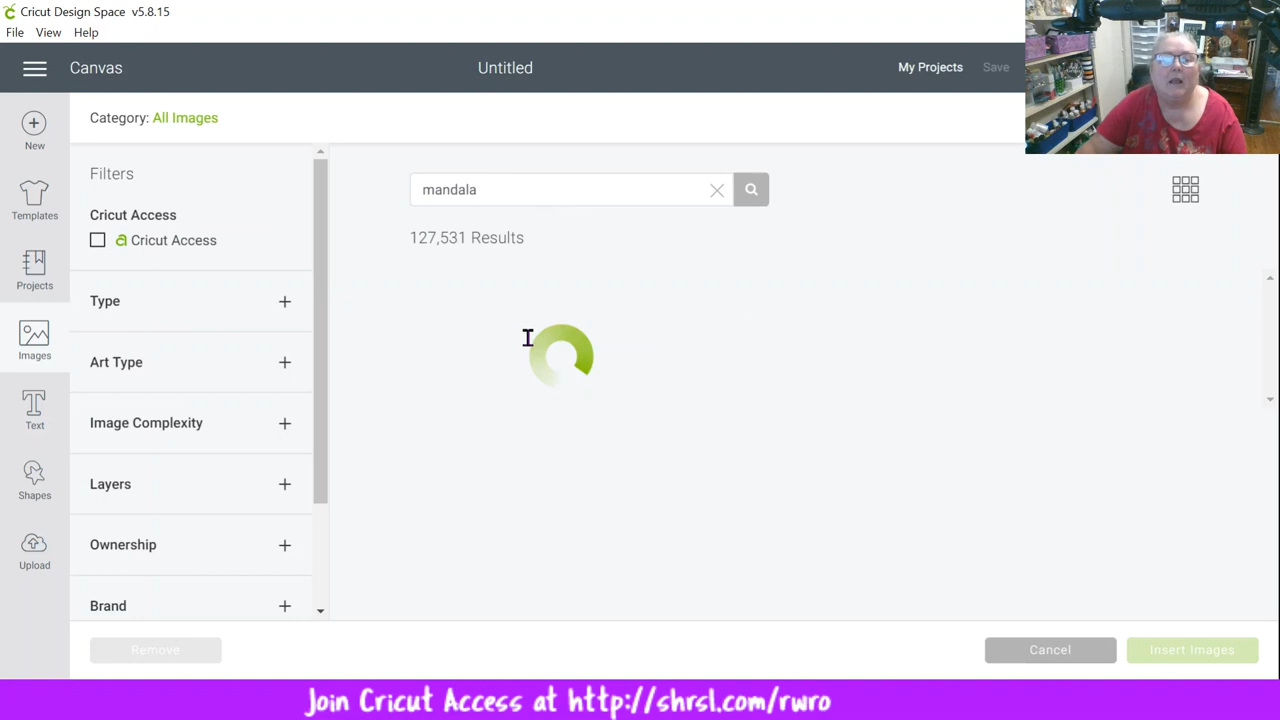 Cricut Design Space v5.8.15
File View Help
Canvas
Untitled
My Projects Save
New
Templates
Projects
Images
Text
Shapes
Upload
Category: All Images
Filters
Cricut Access
a Cricut Access
Type
Art Type
Image Complexity
Layers
Ownership
Brand
mandala
127,531 Results
Remove
Cancel
Insert Images
Join Cricut Access at http://shrsl.com/rwro